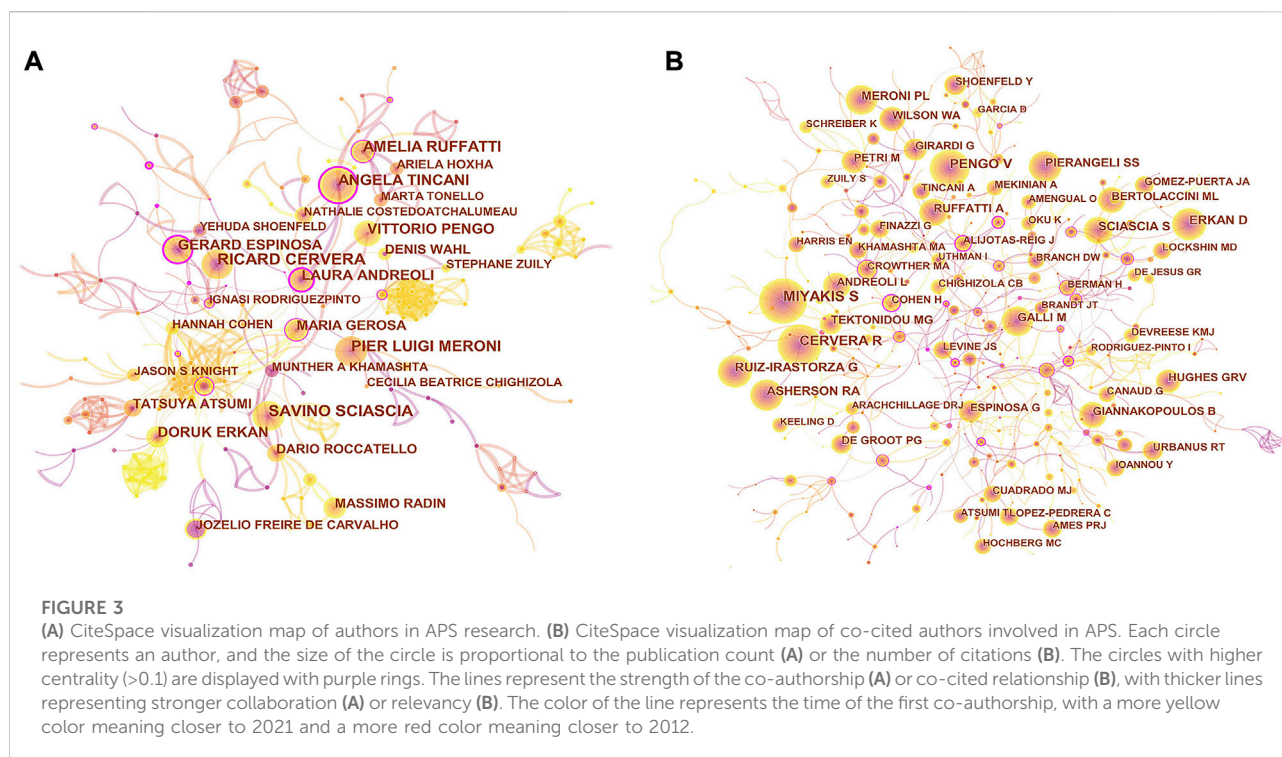 A
AMELIA RUFFATTI
ARIELA HOXHA
ANGELA TINCANI
MARTA TONELLO
NATHALIE COSTEDOATCHALUMEAU
YEHUDA SHOENFELD
VITTORIO PENGO
GERARD ESPINOSA
DENIS WAHL
RICARD CERVERA
STEPHANE ZUILY
LAURA ANDREOLI
IGNASI RODRIGUEZPINTO
HANNAH COHEN
MARIA GEROSA
PIER LUIGI MERONI
JASON S KNIGHT
MUNTHER A KHAMASHTA
CECILIA BEATRICE CHIGHIZOLA
TATSUYA ATSUMI
SAVINO SCIASCIA
DORUK ERKAN
DARIO ROCCATELLO
MASSIMO RADIN
JOZELIO FREIRE DE CARVALHO
B
SHOENFELD Y
MERONI PL
GARCIA D
WILSON WA
SCHREIBER K
GIRARDI G
PETRI M
PENGO V
PIERANGELI SS
ZUILY S
TINCANI A
MEKINIAN A
GOMEZ-PUERTA JA
BERTOLACCINI ML
AMENGUAL O
RUFFATTI A
OKU K
ERKAN D
FINAZZI G
SCIASCIA S
HARRIS EN
KHAMASHTA MA
ALIJOTAS-REIG J
LOCKSHIN MD
UTHMAN I
BRANCH DW
CROWTHER MA
DE JESUS GR
ANDREOLI L
CHIGHIZOLA CB
BERMAN H
MIYAKIS S
COHEN H
BRANDT JT
TEKTONIDOU MG
GALLI M
CERVERA R
DEVREESE KMJ
LEVINE JS
RODRIGUEZ-PINTO I
RUIZ-IRASTORZA G
HUGHES GRV
ASHERSON RA
CANAUD G
ARACHCHILLAGE DRJ
ESPINOSA G
GIANNAKOPOULOS B
KEELING D
DE GROOT PG
URBANUS RT
IOANNOU Y
CUADRADO MJ
ATSUMI TLOPEZ-PEDRERA C
AMES PRJ
HOCHBERG MC
FIGURE 3
(A) CiteSpace visualization map of authors in APS research. (B) CiteSpace visualization map of co-cited authors involved in APS. Each circle
represents an author, and the size of the circle is proportional to the publication count (A) or the number of citations (B). The circles with higher
centrality (>0.1) are displayed with purple rings. The lines represent the strength of the co-authorship (A) or co-cited relationship (B), with thicker lines
representing stronger collaboration (A) or relevancy (B). The color of the line represents the time of the first co-authorship, with a more yellow
color meaning closer to 2021 and a more red color meaning closer to 2012.